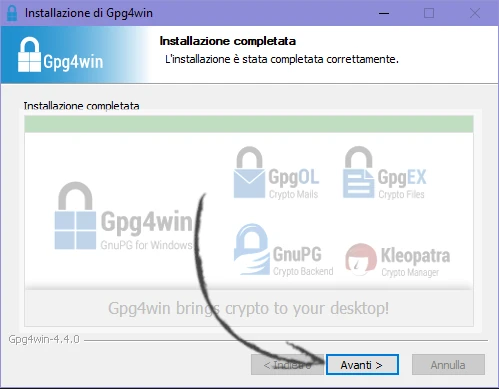 Installazione di Gpg4win
Installazione completata
L'installazione è stata completata correttamente.
Gpg4win
Installazione completata
GpgOL
Crypto Mails
GpgEX
Crypto Files
Gpg4win
GnuPG for Windows
GnuPG
Crypto Backend
Kleopatra
Crypto Manager
Gpg4win brings crypto to your desktop!
Gpg4win-4.4.0
< Indietro
Avanti >
Annulla